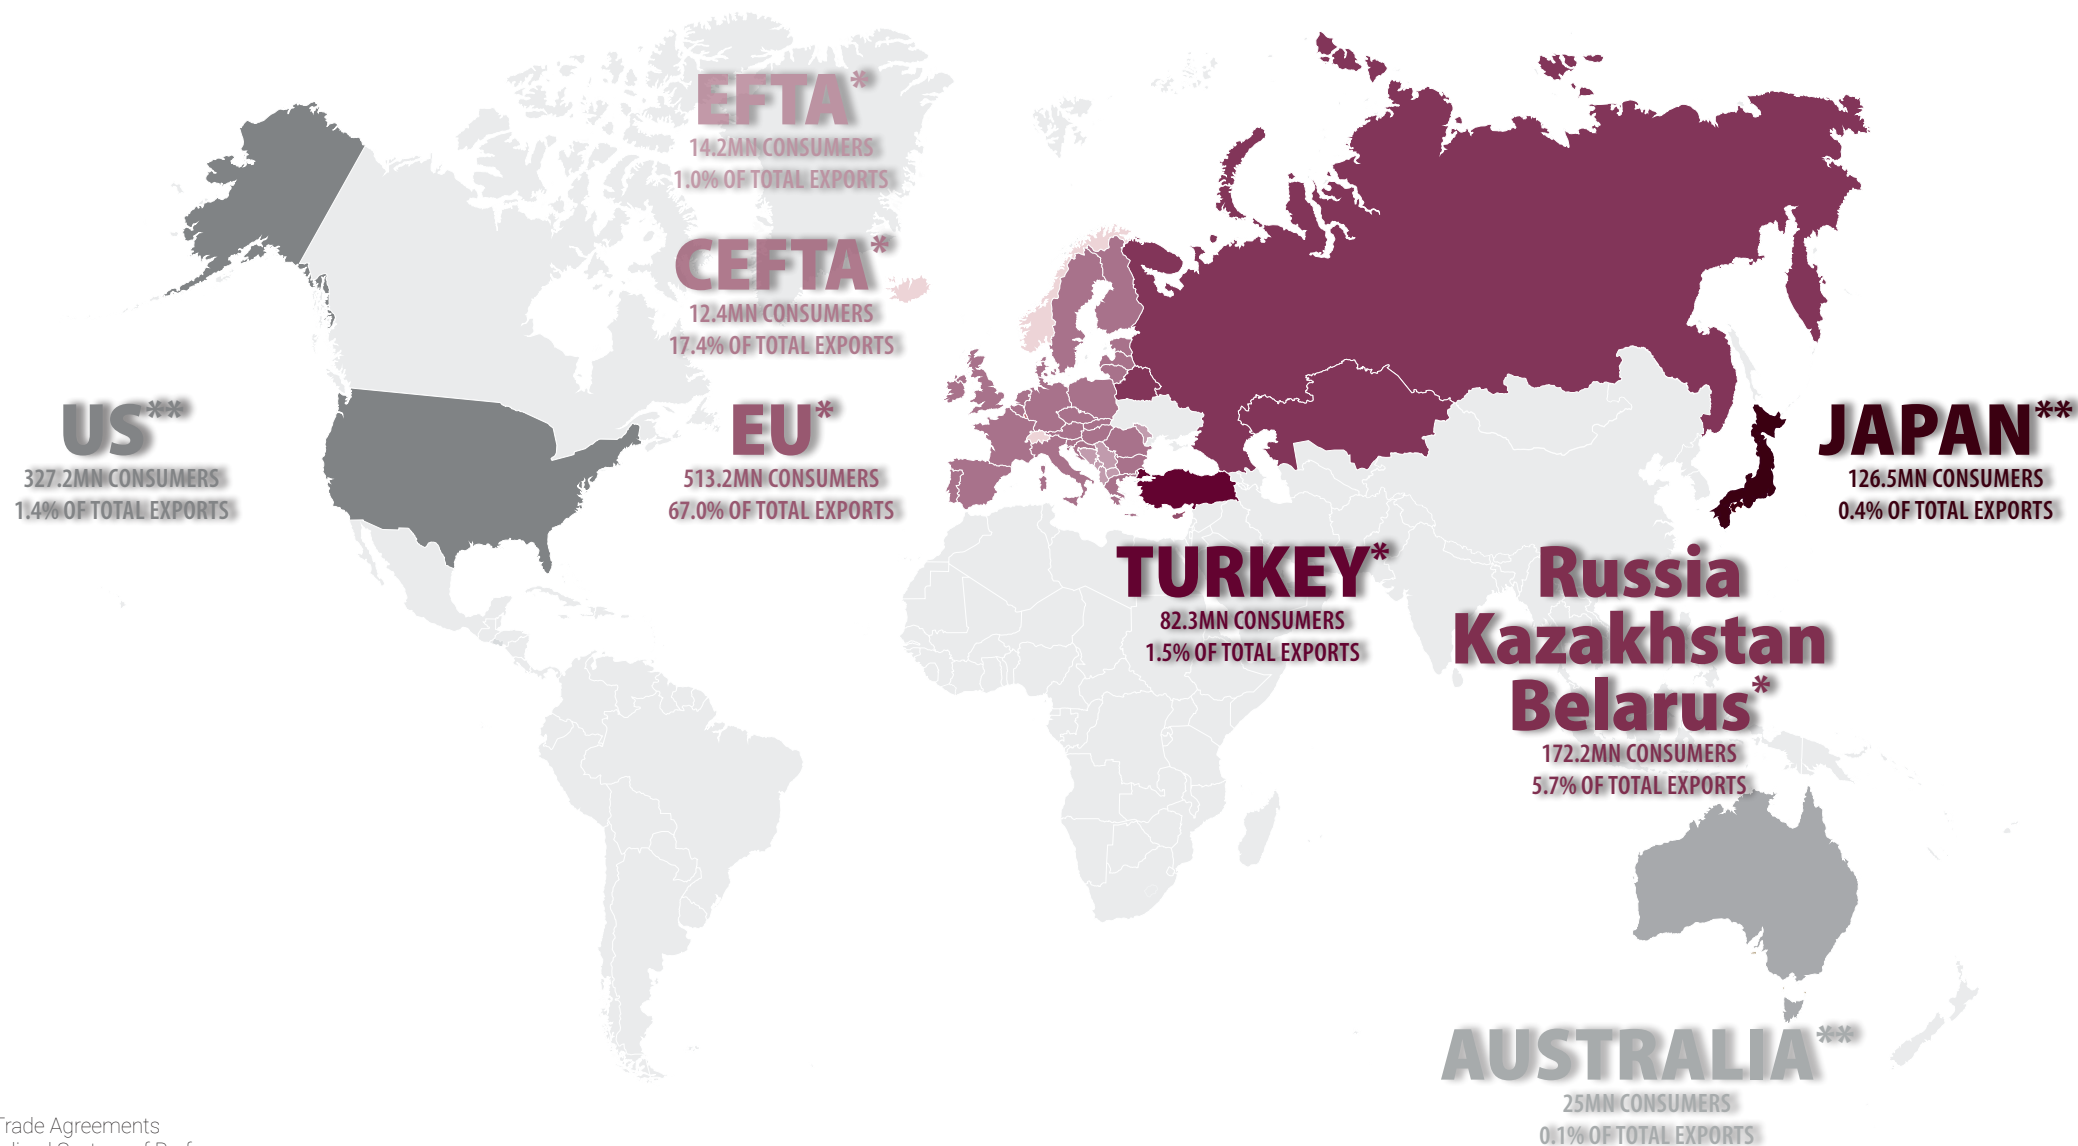 EFTA*
14.2MN CONSUMERS
1.0% OF TOTAL EXPORTS
CEFTA*
12.4MN CONSUMERS
17.4% OF TOTAL EXPORTS
US**
327.2MN CONSUMERS
1.4% OF TOTAL EXPORTS
EU*
513.2MN CONSUMERS
67.0% OF TOTAL EXPORTS
JAPAN**
126.5MN CONSUMERS
0.4% OF TOTAL EXPORTS
TURKEY*
82.3MN CONSUMERS
1.5% OF TOTAL EXPORTS
Russia
Kazakhstan
Belarus*
172.2MN CONSUMERS
5.7% OF TOTAL EXPORTS
AUSTRALIA**
25MN CONSUMERS
0.1% OF TOTAL EXPORTS
Trade Agreements